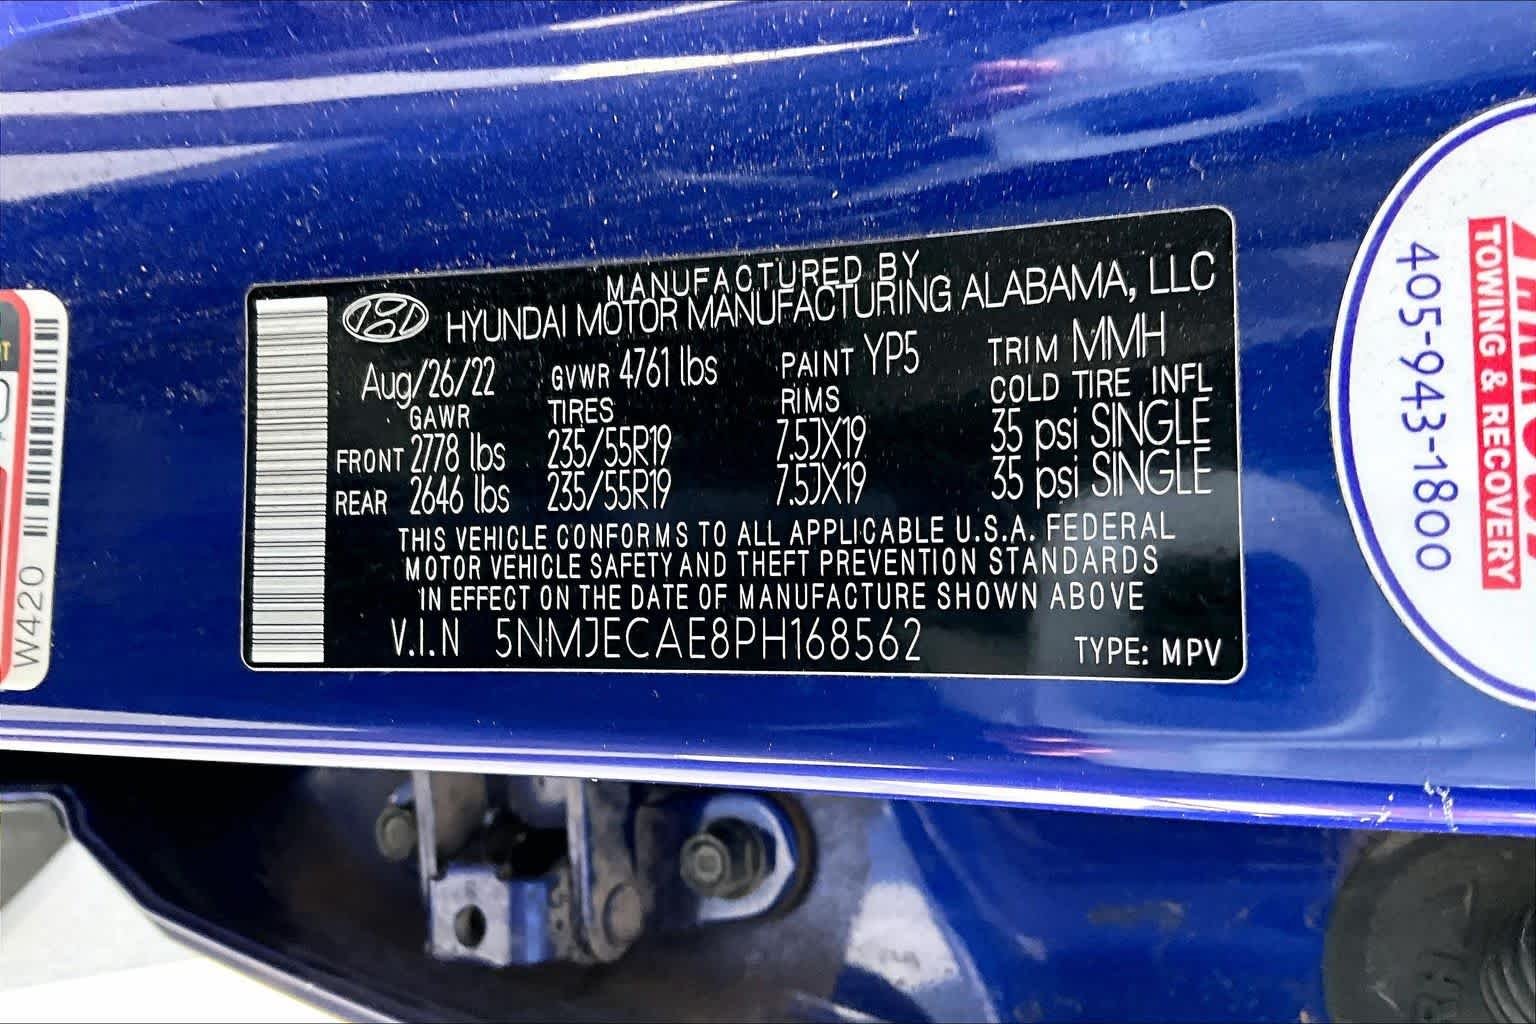 MANUFACTURED BY
HYUNDAI MOTOR MANUFACTURING ALABAMA, LLC
Aug/26/22 GVWR 4761 lbs PAINT YP5 TRIM MMH
GAWR TIRES RIMS COLD TIRE INFL
FRONT 2778 lbs 235/55R19 7.5JX19 35 psi SINGLE
REAR 2646 lbs 235/55R19 7.5JX19 35 psi SINGLE
THIS VEHICLE CONFORMS TO ALL APPLICABLE U.S.A. FEDERAL
MOTOR VEHICLE SAFETY AND THEFT PREVENTION STANDARDS
IN EFFECT ON THE DATE OF MANUFACTURE SHOWN ABOVE
V.I.N 5NMJECAE8PH168562 TYPE: MPV
W420
TOWING & RECOVERY
405-943-1800